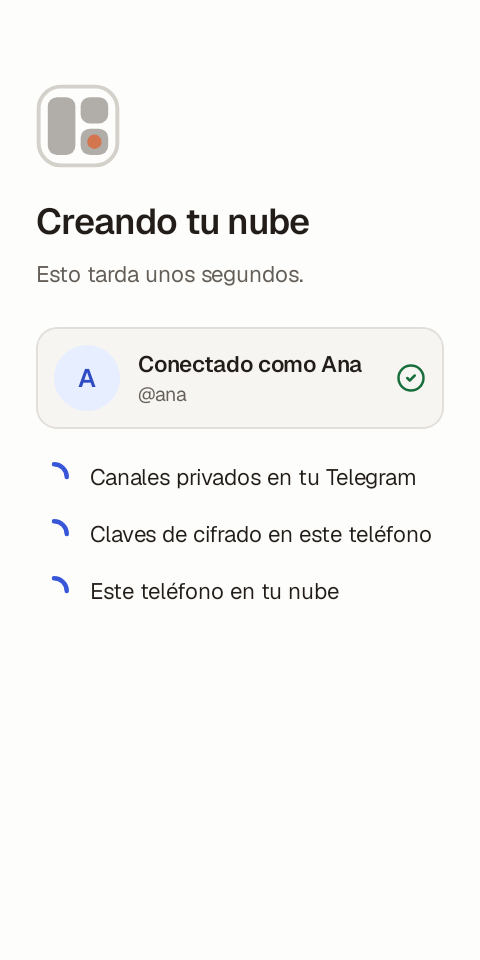 Creando tu nube
Esto tarda unos segundos.
A
Conectado como Ana
@ana
Canales privados en tu Telegram
Claves de cifrado en este teléfono
Este teléfono en tu nube